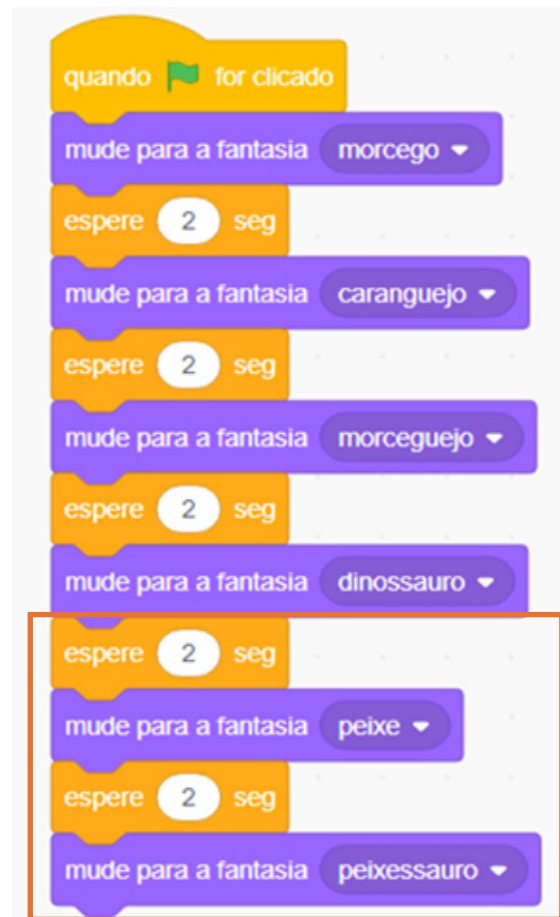 quando for clicado
mude para a fantasia morcego
espere 2 seg
mude para a fantasia caranguejo
espere 2 seg
mude para a fantasia morceguejo
espere 2 seg
mude para a fantasia dinossauro
espere 2 seg
mude para a fantasia peixe
espere 2 seg
mude para a fantasia peixessauro